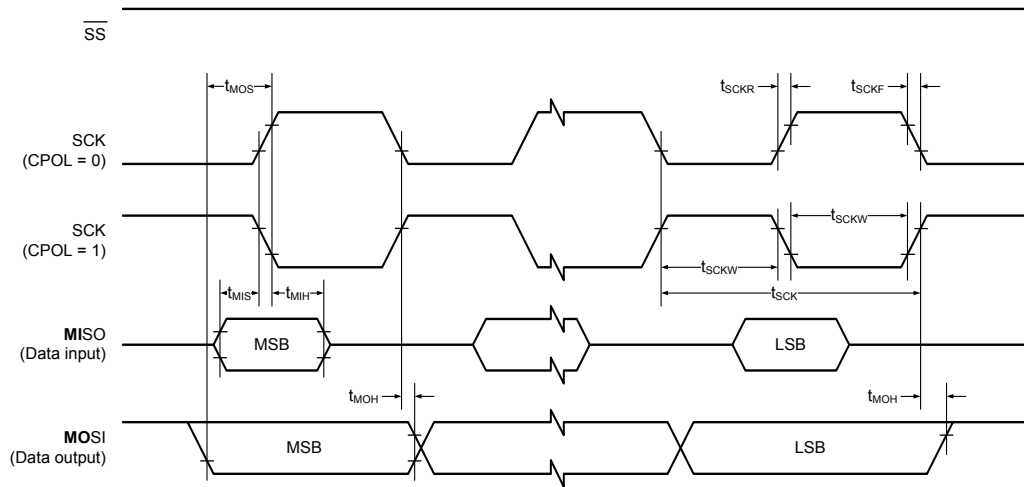 SS
tMOS
tSCKR
tSCKF
SCK
(CPOL = 0)
SCK
(CPOL = 1)
tSCKW
tSCKW
tMIS
tMIH
tSCK
MISO
(Data input)
MSB
LSB
tMOH
tMOH
MOSI
(Data output)
MSB
LSB